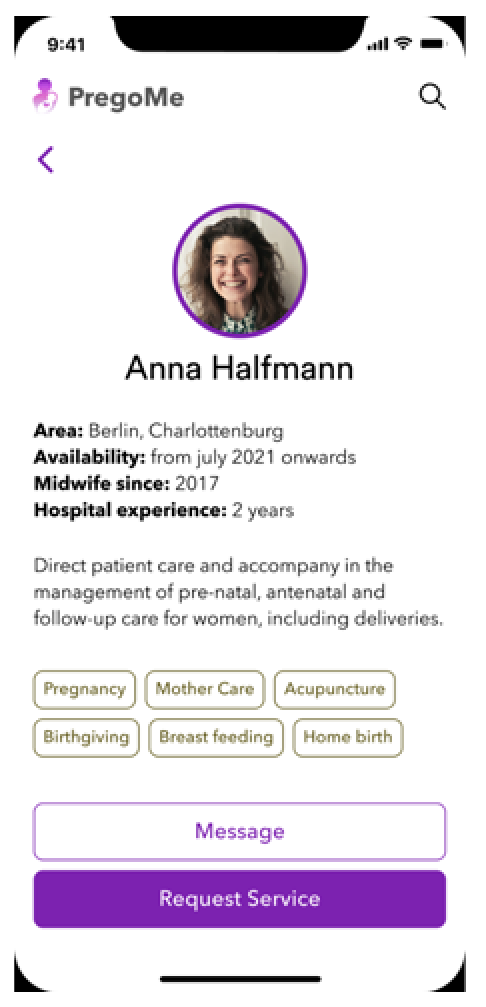 9:41
PregoMe
Anna Halfmann
Area: Berlin, Charlottenburg
Availability: from july 2021 onwards
Midwife since: 2017
Hospital experience: 2 years
Direct patient care and accompany in the
management of pre-natal, antenatal and
follow-up care for women, including deliveries.
Pregnancy Mother Care Acupuncture
Birthgiving Breast feeding Home birth
Message
Request Service